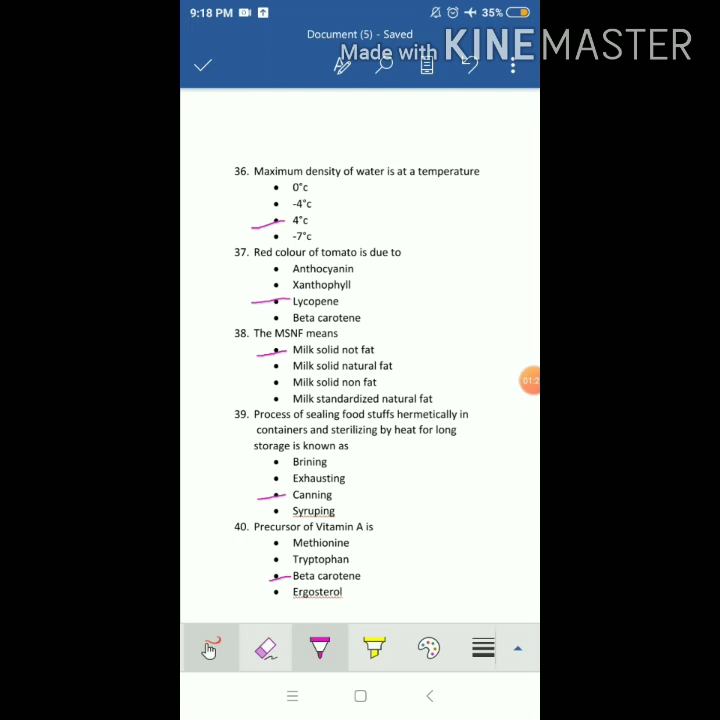 9:18 PM 35%
Document (5) - Saved
Made with KINEMASTER
36. Maximum density of water is at a temperature
• 0°c
• -4°c
• 4°c
• -7°c
37. Red colour of tomato is due to
• Anthocyanin
• Xanthophyll
• Lycopene
• Beta carotene
38. The MSNF means
• Milk solid not fat
• Milk solid natural fat
• Milk solid non fat
• Milk standardized natural fat
39. Process of sealing food stuffs hermetically in
containers and sterilizing by heat for long
storage is known as
• Brining
• Exhausting
• Canning
• Syruping
40. Precursor of Vitamin A is
• Methionine
• Tryptophan
• Beta carotene
• Ergosterol